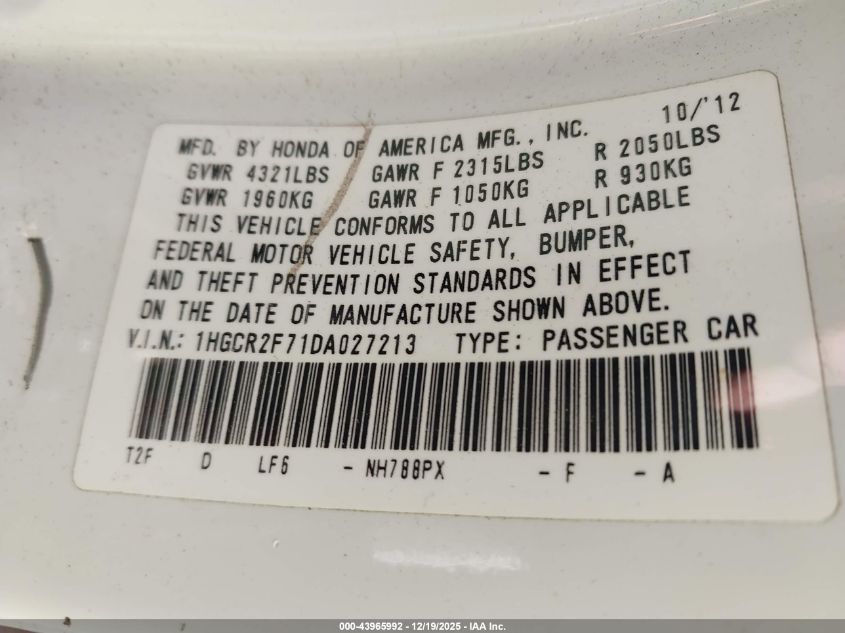 10/'12
MFD. BY HONDA OF AMERICA MFG., INC.
GVWR 4321LBS GAWR F 2315LBS R 2050LBS
GVWR 1960KG GAWR F 1050KG R 930KG
THIS VEHICLE CONFORMS TO ALL APPLICABLE
FEDERAL MOTOR VEHICLE SAFETY, BUMPER,
AND THEFT PREVENTION STANDARDS IN EFFECT
ON THE DATE OF MANUFACTURE SHOWN ABOVE.
V.I.N.: 1HGCR2F71DA027213 TYPE: PASSENGER CAR
T2F D LF6 - NH788PX - F - A
000-43965992 - 12/19/2025 - IAA Inc.